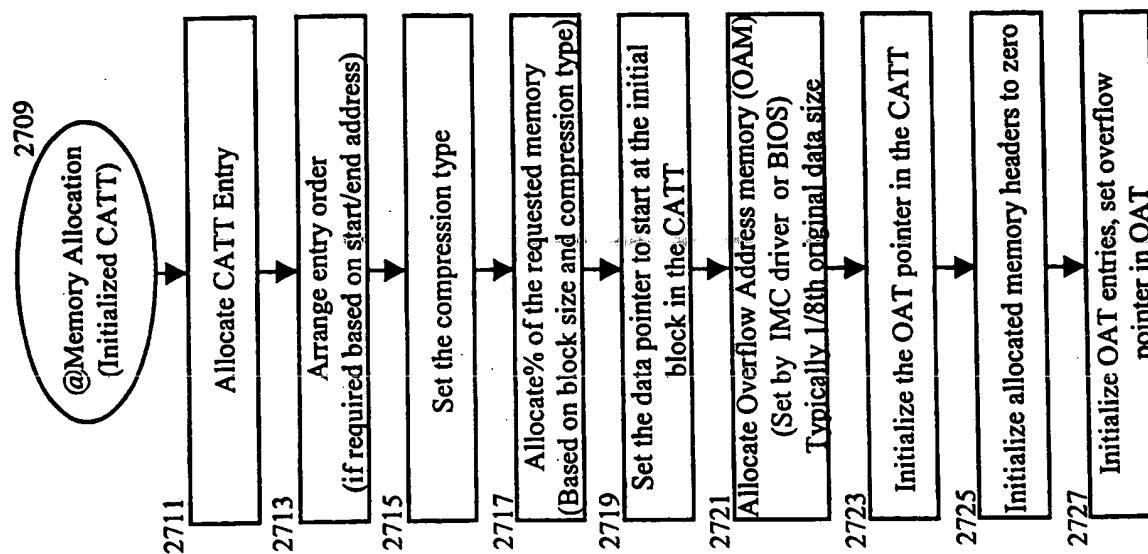 2709
@Memory Allocation
(Initialized CATT)
2711
Allocate CATT Entry
2713
Arrange entry order
(if required based on start/end address)
2715
Set the compression type
2717
Allocate% of the requested memory
(Based on block size and compression type)
2719
Set the data pointer to start at the initial
block in the CATT
2721
Allocate Overflow Address memory (OAM)
(Set by IMC driver or BIOS)
Typically 1/8th original data size
2723
Initialize the OAT pointer in the CATT
2725
Initialize allocated memory headers to zero
2727
Initialize OAT entries, set overflow
pointer in OAT